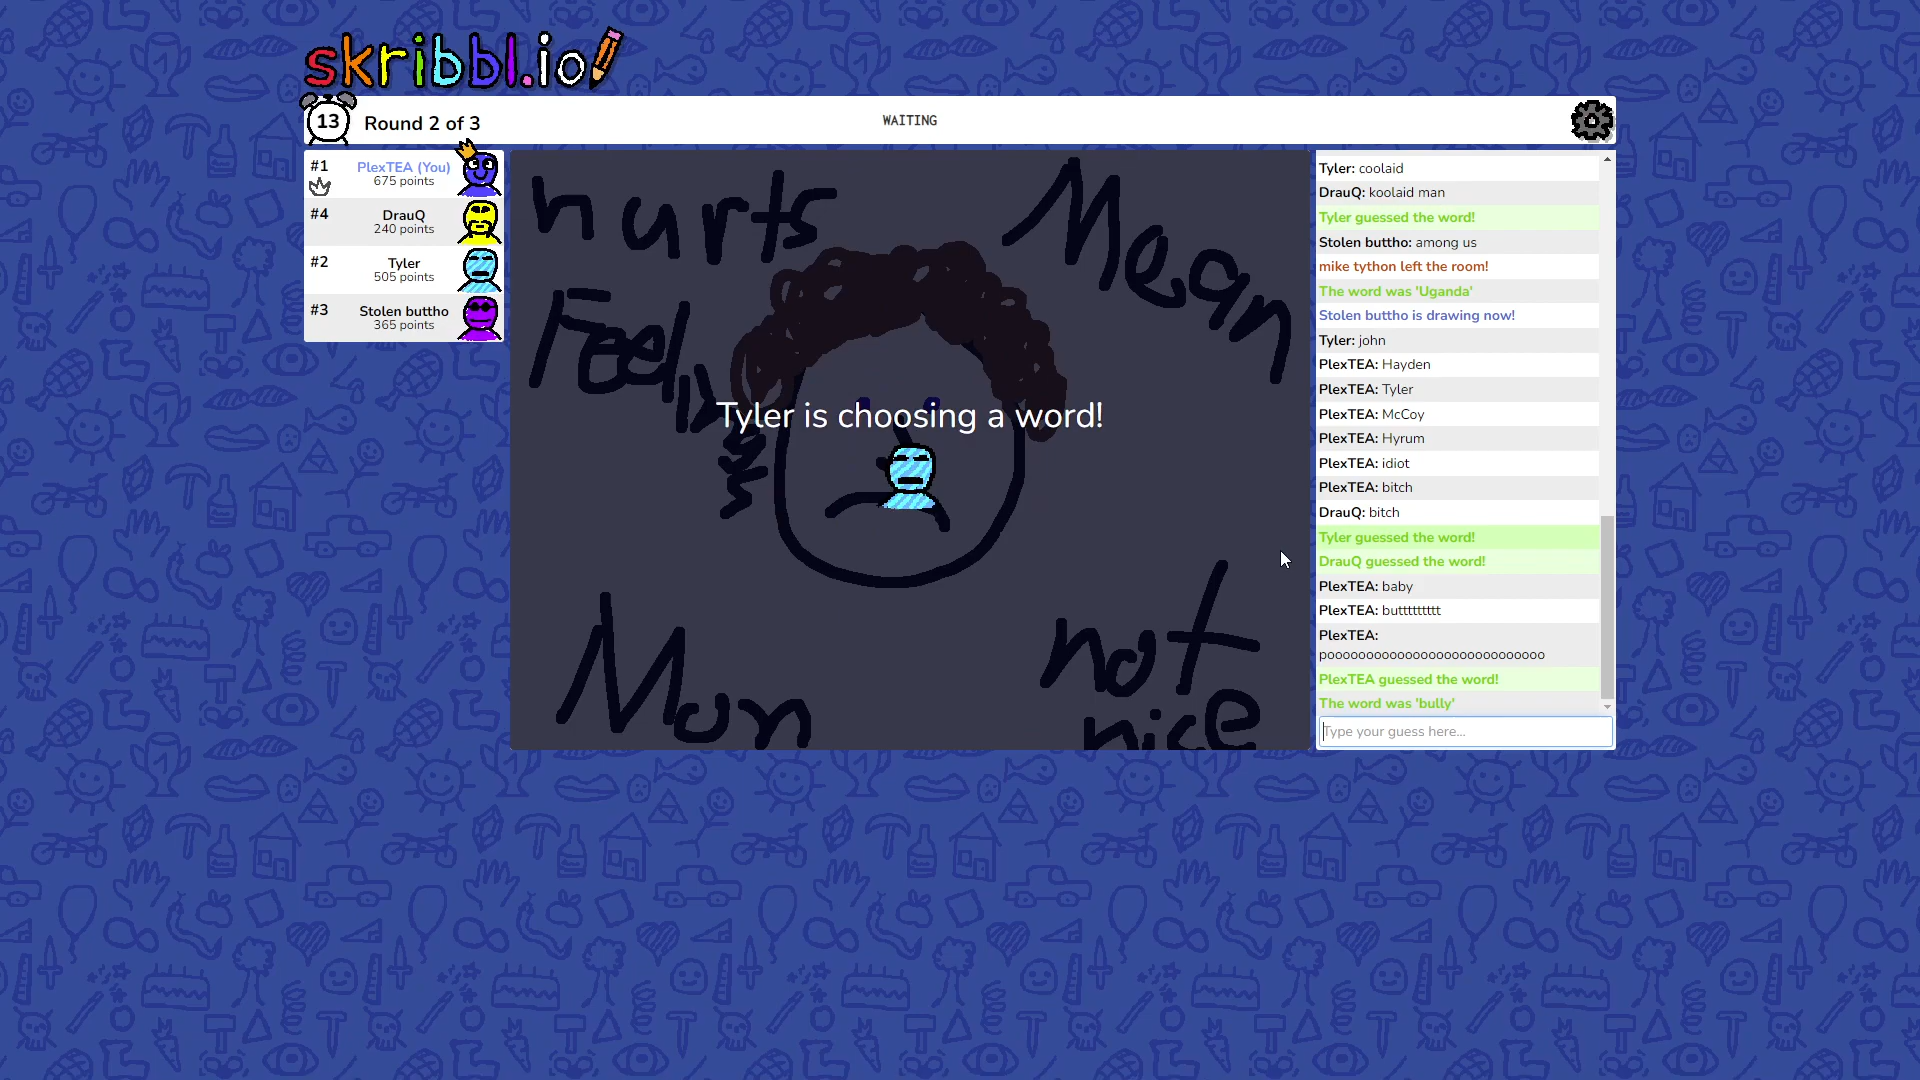 skribbl.io
13
Round 2 of 3
WAITING
#1
PlexTEA (You)
675 points
#4
DrauQ
240 points
#2
Tyler
505 points
#3
Stolen buttho
365 points
hurts
Feelings
Mean
Tyler is choosing a word!
Mon
not
nice
Tyler: coolaid
DrauQ: koolaid man
Tyler guessed the word!
Stolen buttho: among us
mike tython left the room!
The word was 'Uganda'
Stolen buttho is drawing now!
Tyler: john
PlexTEA: Hayden
PlexTEA: Tyler
PlexTEA: McCoy
PlexTEA: Hyrum
PlexTEA: idiot
PlexTEA: bitch
DrauQ: bitch
Tyler guessed the word!
DrauQ guessed the word!
PlexTEA: baby
PlexTEA: butttttttt
PlexTEA:
poooooooooooooooooooooooooooo
PlexTEA guessed the word!
The word was 'bully'
Type your guess here...